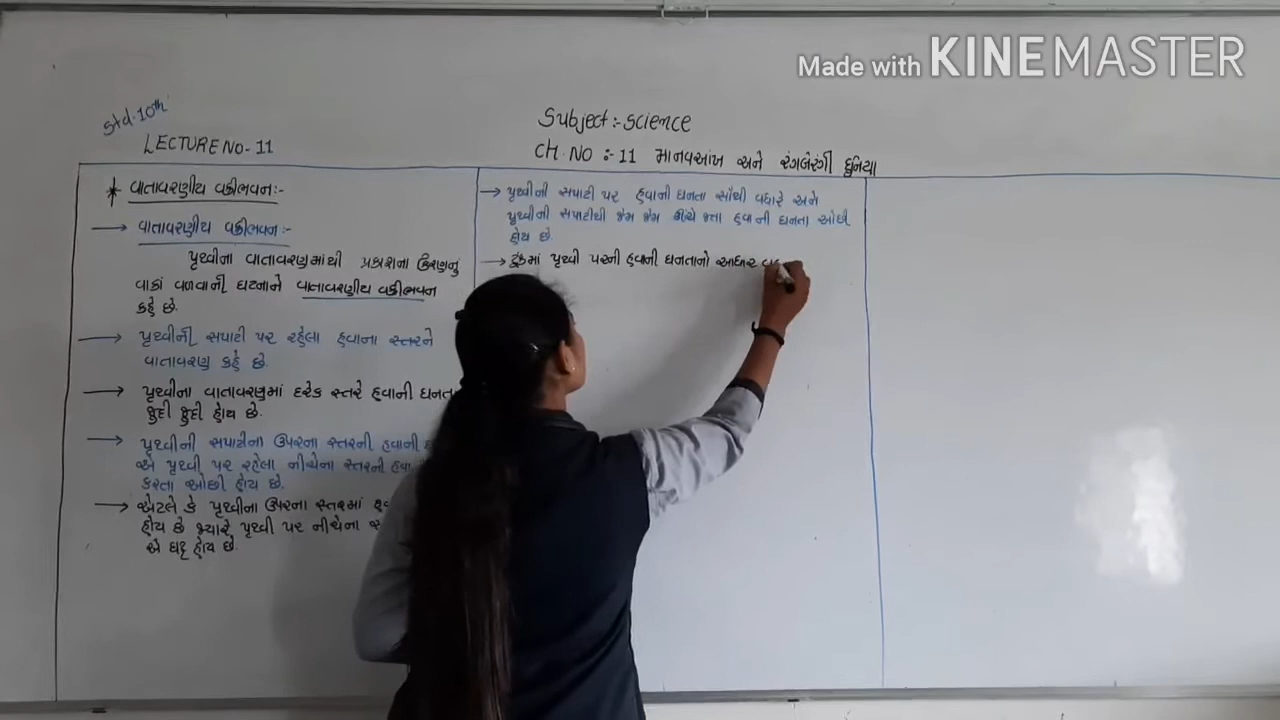 Made with KINEMASTER
Std. 10th
LECTURE NO - 11
Subject :- science
CH. NO :- 11 માનવઆંખ અને રંગબેરંગી દુનિયા
* વાતાવરણીય વક્રીભવન :-
→ વાતાવરણીય વક્રીભવન :-
પૃથ્વીના વાતાવરણમાંથી પ્રકાશના કિરણનું
વાંકા વળવાની ઘટનાને વાતાવરણીય વક્રીભવન
કહે છે.
→ પૃથ્વીની સપાટી પર રહેલા હવાના સ્તરને
વાતાવરણ કહે છે.
→ પૃથ્વીના વાતાવરણમાં દરેક સ્તરે હવાની ઘનતા
જુદી જુદી હોય છે.
→ પૃથ્વીની સપાટીના ઉપરના સ્તરની હવાની
એ પૃથ્વી પર રહેલા નીચેના સ્તરની હવા
કરતા ઓછી હોય છે.
→ એટલે કે પૃથ્વીના ઉપરના સ્તરમાં
હોય છે જ્યારે પૃથ્વી પર નીચેના
એ ઘટ્ટ હોય છે.
→ પૃથ્વીની સપાટી પર હવાની ઘનતા સૌથી વધારે અને
પૃથ્વીની સપાટીથી જેમ જેમ ઊંચે જતા હવાની ઘનતા ઓછી
હોય છે.
→ ટુંકમાં પૃથ્વી પરની હવાની ઘનતાનો આધાર